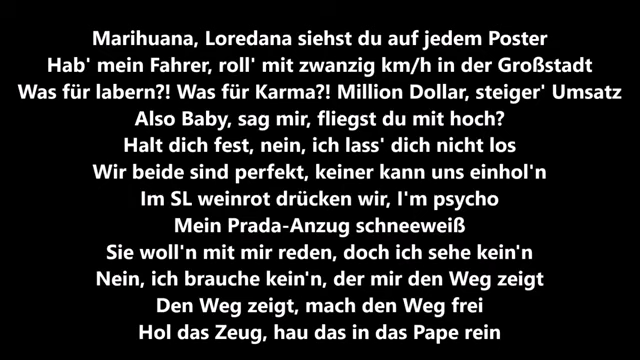 Marihuana, Loredana siehst du auf jedem Poster
Hab' mein Fahrer, roll' mit zwanzig km/h in der Großstadt
Was für labern?! Was für Karma?! Million Dollar, steiger' Umsatz
Also Baby, sag mir, fliegst du mit hoch?
Halt dich fest, nein, ich lass' dich nicht los
Wir beide sind perfekt, keiner kann uns einhol'n
Im SL weinrot drücken wir, I'm psycho
Mein Prada-Anzug schneeweiß
Sie woll'n mit mir reden, doch ich sehe kein'n
Nein, ich brauche kein'n, der mir den Weg zeigt
Den Weg zeigt, mach den Weg frei
Hol das Zeug, hau das in das Pape rein